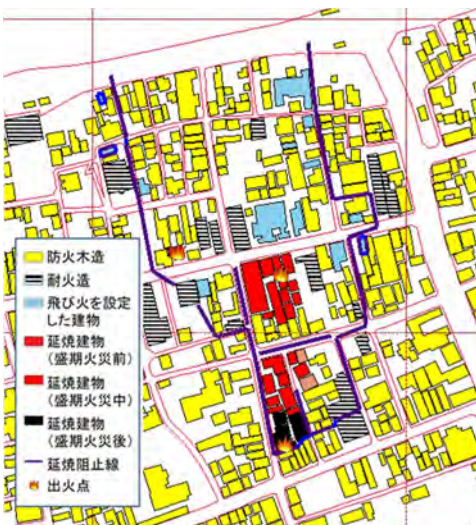 防火木造
耐火造
飛び火を設定
した建物
延焼建物
(盛期火災前)
延焼建物
(盛期火災中)
延焼建物
(盛期火災後)
延焼阻止線
出火点